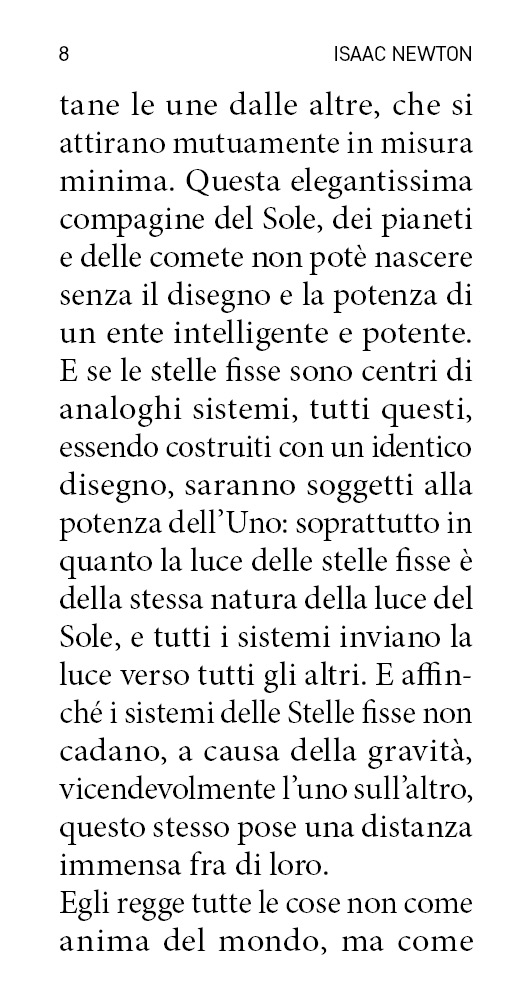 8 ISAAC NEWTON
tane le une dalle altre, che si
attirano mutuamente in misura
minima. Questa elegantissima
compagine del Sole, dei pianeti
e delle comete non potè nascere
senza il disegno e la potenza di
un ente intelligente e potente.
E se le stelle fisse sono centri di
analoghi sistemi, tutti questi,
essendo costruiti con un identico
disegno, saranno soggetti alla
potenza dell’Uno: soprattutto in
quanto la luce delle stelle fisse è
della stessa natura della luce del
Sole, e tutti i sistemi inviano la
luce verso tutti gli altri. E affin-
ché i sistemi delle Stelle fisse non
cadano, a causa della gravità,
vicendevolmente l’uno sull’altro,
questo stesso pose una distanza
immensa fra di loro.
Egli regge tutte le cose non come
anima del mondo, ma come